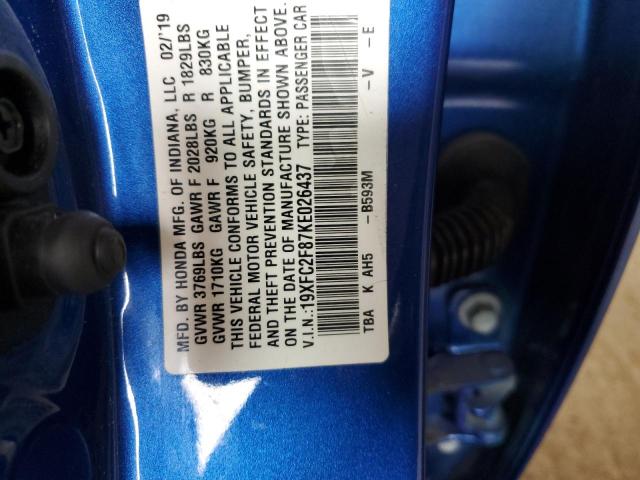 MFD. BY HONDA MFG. OF INDIANA, LLC 02/'19
GVWR 3769LBS GAWR F 2028LBS R 1829LBS
GVWR 1710KG GAWR F 920KG R 830KG
THIS VEHICLE CONFORMS TO ALL APPLICABLE
FEDERAL MOTOR VEHICLE SAFETY, BUMPER,
AND THEFT PREVENTION STANDARDS IN EFFECT
ON THE DATE OF MANUFACTURE SHOWN ABOVE.
V.I.N.:19XFC2F87KE026437 TYPE: PASSENGER CAR
TBA K AH5 -B593M -V -E